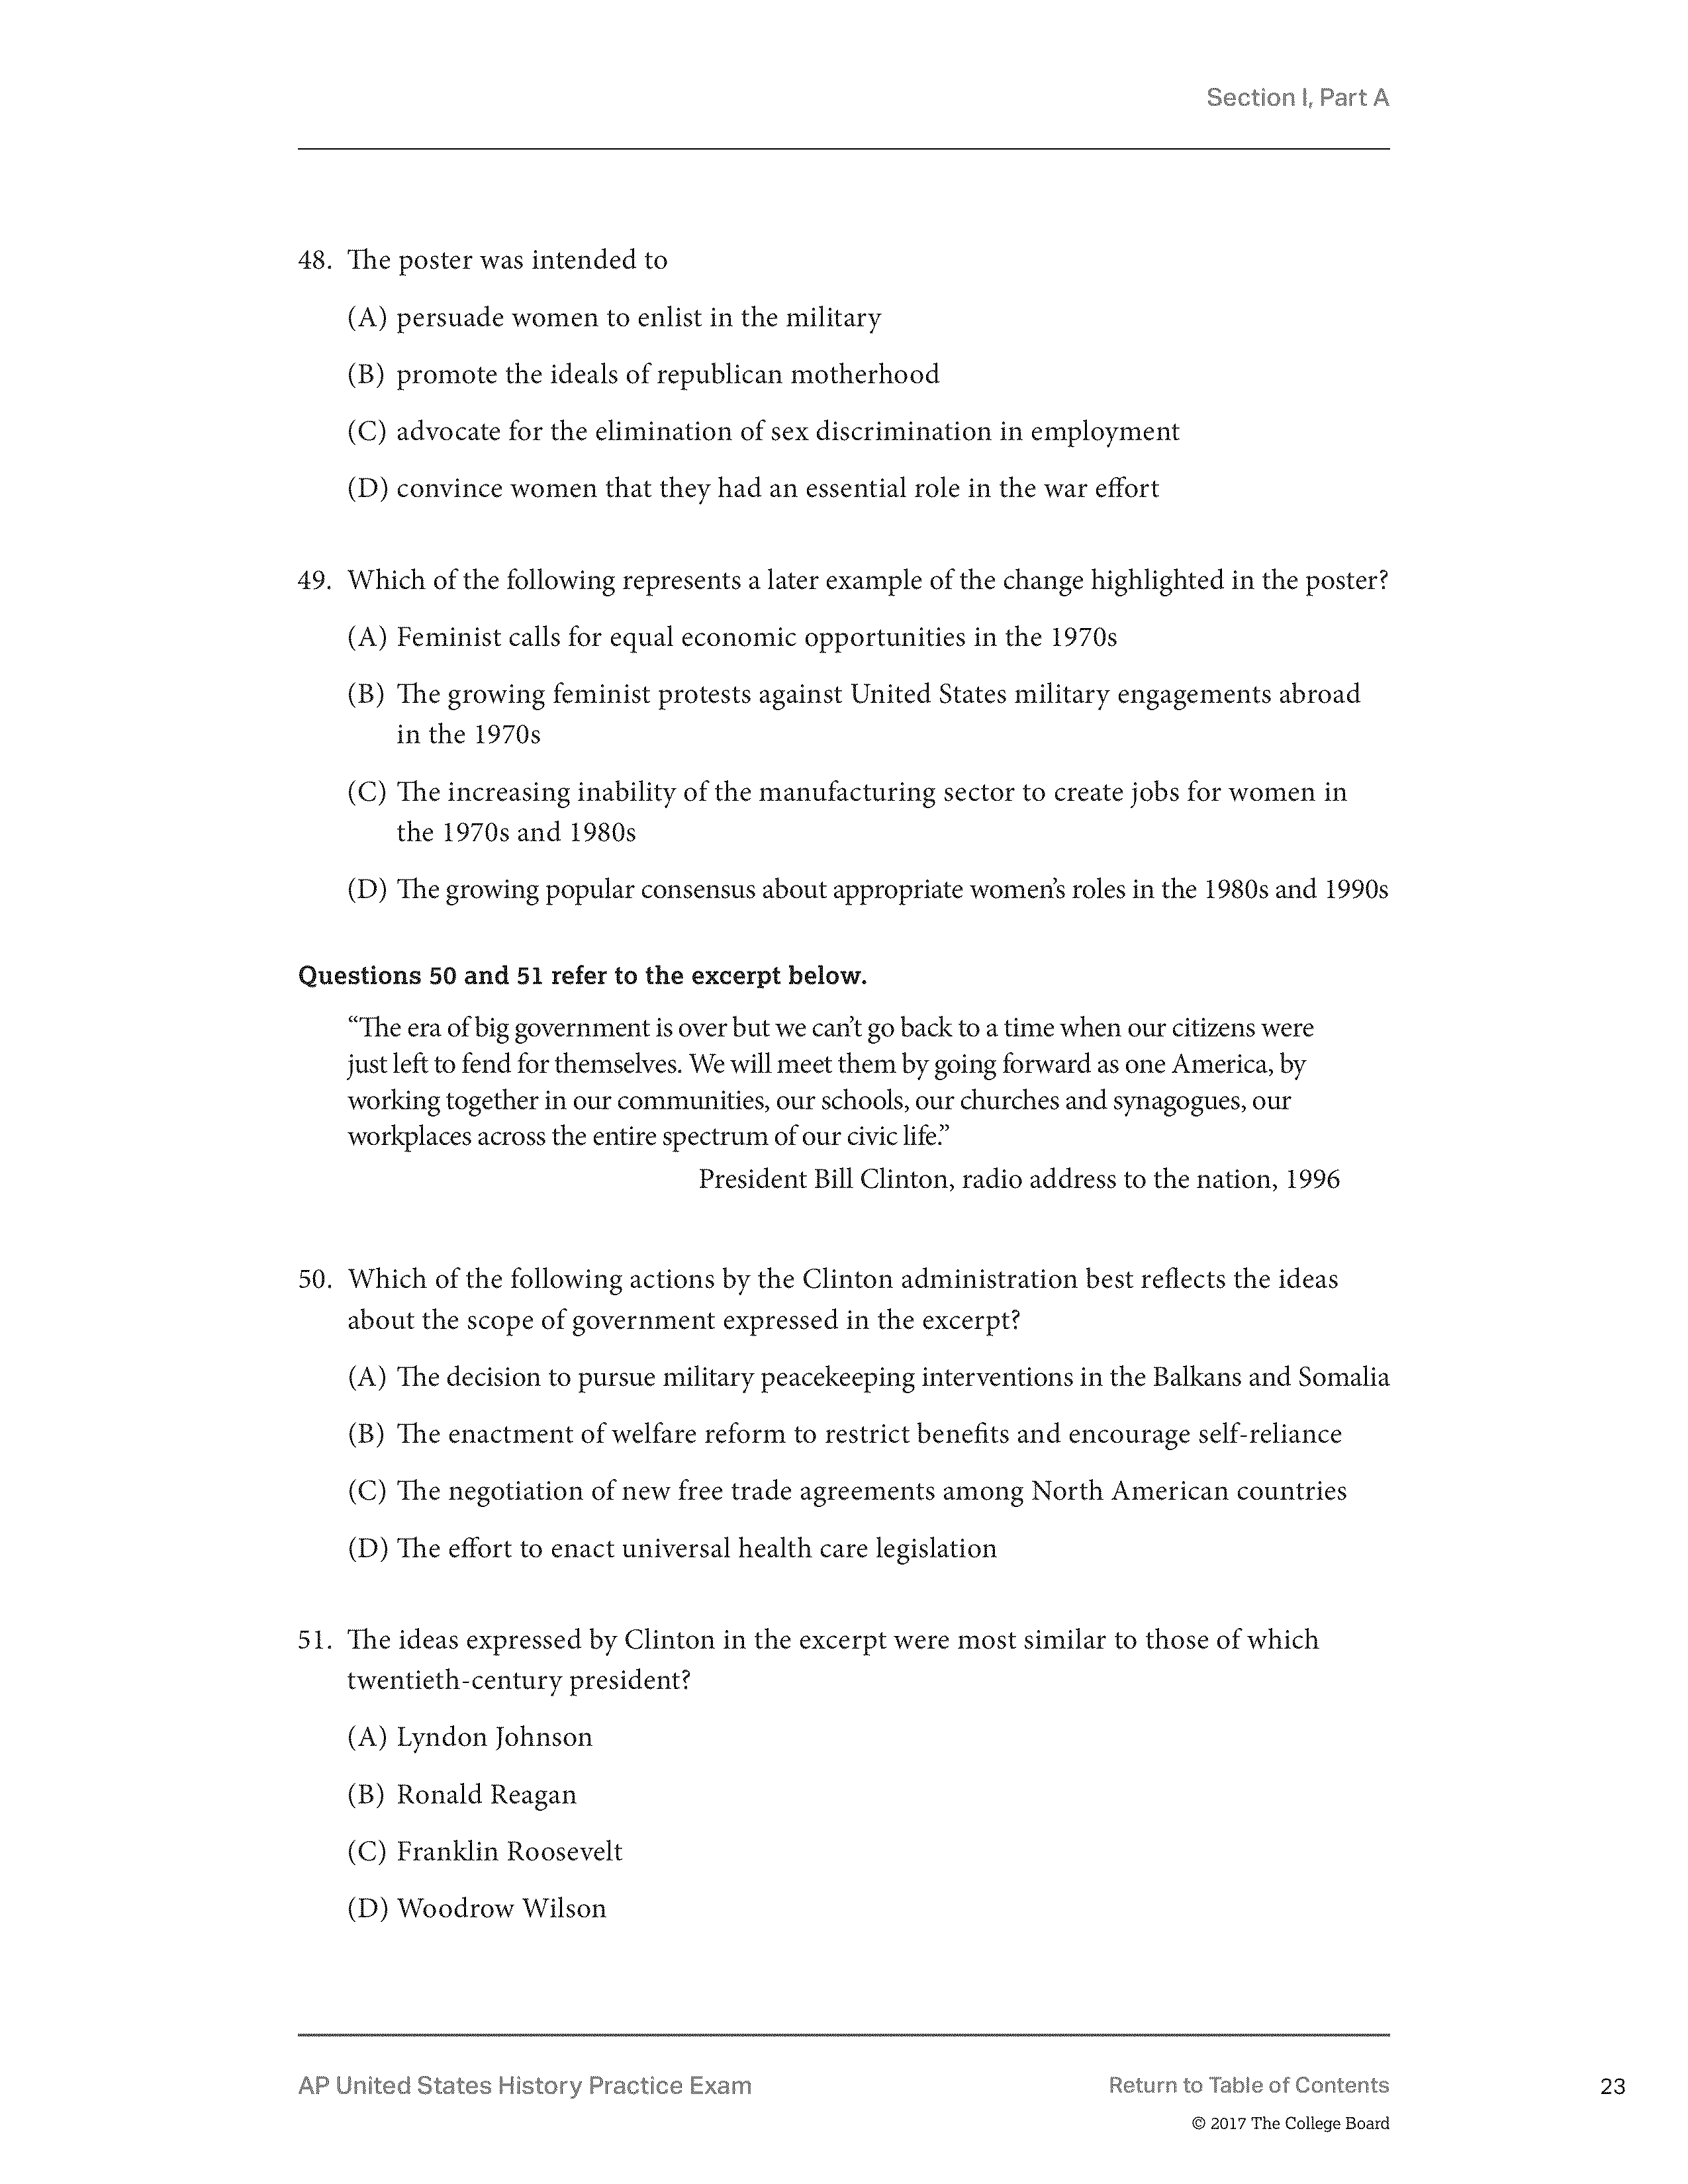 Section I, Part A
48. The poster was intended to
(A) persuade women to enlist in the military
(B) promote the ideals of republican motherhood
(C) advocate for the elimination of sex discrimination in employment
(D) convince women that they had an essential role in the war effort
49. Which of the following represents a later example of the change highlighted in the poster?
(A) Feminist calls for equal economic opportunities in the 1970s
(B) The growing feminist protests against United States military engagements abroad
in the 1970s
(C) The increasing inability of the manufacturing sector to create jobs for women in
the 1970s and 1980s
(D) The growing popular consensus about appropriate women’s roles in the 1980s and 1990s
Questions 50 and 51 refer to the excerpt below.
“The era of big government is over but we can’t go back to a time when our citizens were
just left to fend for themselves. We will meet them by going forward as one America, by
working together in our communities, our schools, our churches and synagogues, our
workplaces across the entire spectrum of our civic life.”
President Bill Clinton, radio address to the nation, 1996
50. Which of the following actions by the Clinton administration best reflects the ideas
about the scope of government expressed in the excerpt?
(A) The decision to pursue military peacekeeping interventions in the Balkans and Somalia
(B) The enactment of welfare reform to restrict benefits and encourage self-reliance
(C) The negotiation of new free trade agreements among North American countries
(D) The effort to enact universal health care legislation
51. The ideas expressed by Clinton in the excerpt were most similar to those of which
twentieth-century president?
(A) Lyndon Johnson
(B) Ronald Reagan
(C) Franklin Roosevelt
(D) Woodrow Wilson
AP United States History Practice Exam
Return to Table of Contents
23
© 2017 The College Board